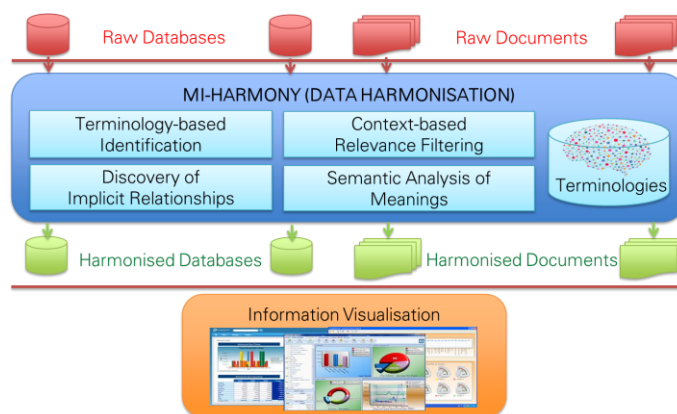 Raw Databases
Raw Documents
MI-HARMONY (DATA HARMONISATION)
Terminology-based
Identification
Context-based
Relevance Filtering
Discovery of
Implicit Relationships
Semantic Analysis of
Meanings
Terminologies
Harmonised Databases
Harmonised Documents
Information Visualisation